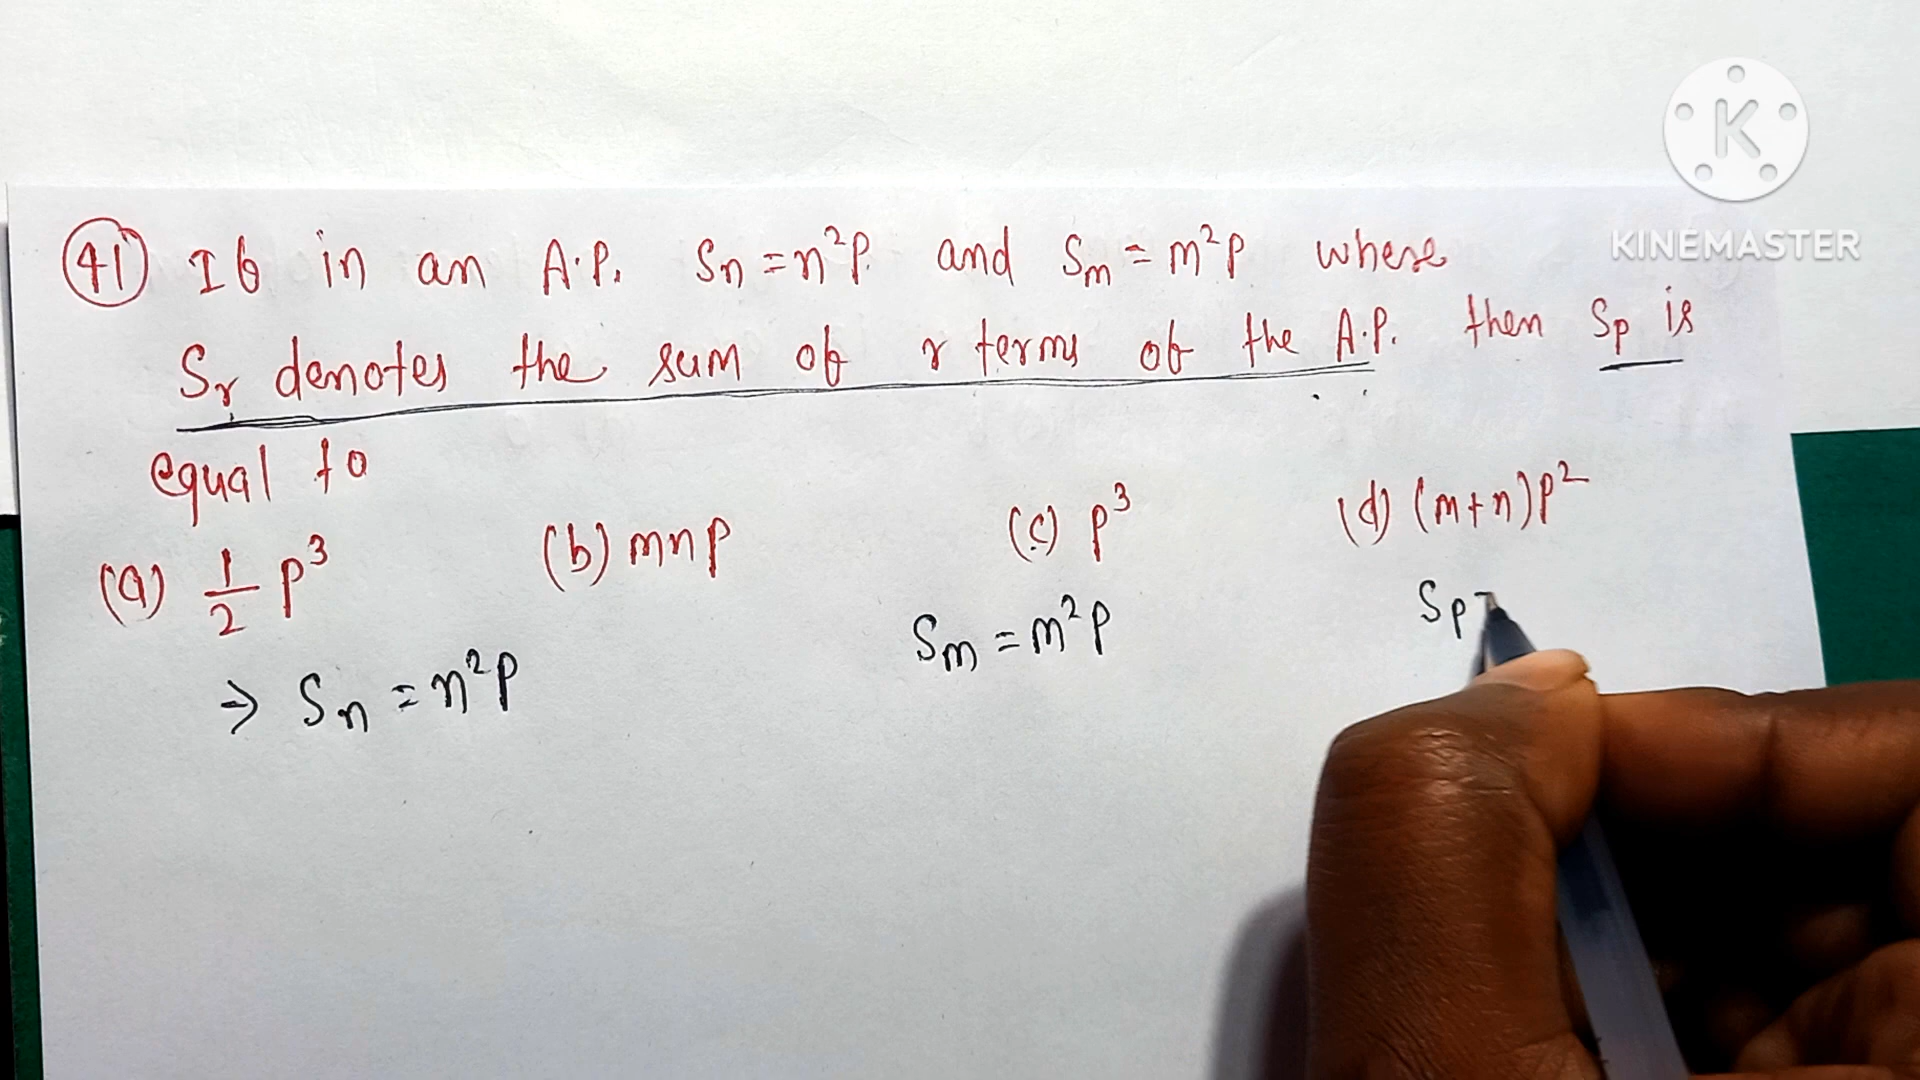 K
KINEMASTER
(41) If in an A.P. Sn = n²p. and Sm = m²p where
Sr denotes the sum of r terms of the A.P. then Sp is
equal to
(a) 1/2 p³ (b) mnp (c) p³ (d) (m+n)p²
→ Sn = n²p Sm = m²p Sp=